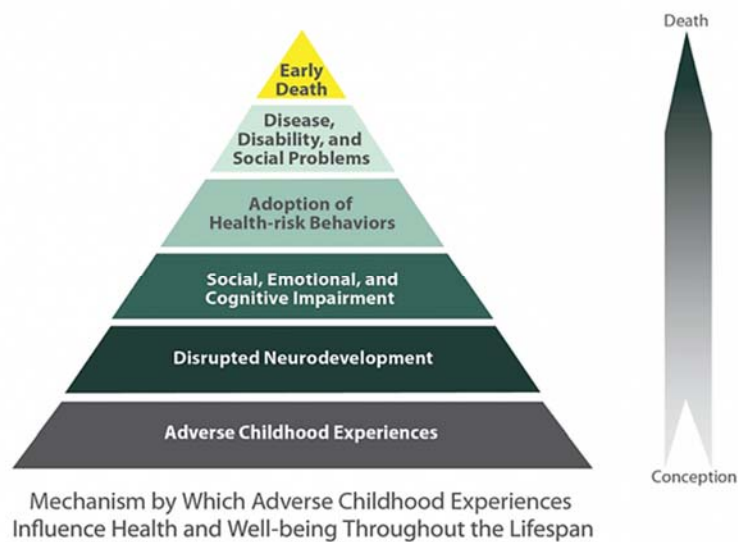 Death
Early
Death
Disease,
Disability, and
Social Problems
Adoption of
Health-risk Behaviors
Social, Emotional, and
Cognitive Impairment
Disrupted Neurodevelopment
Adverse Childhood Experiences
Conception
Mechanism by Which Adverse Childhood Experiences
Influence Health and Well-being Throughout the Lifespan